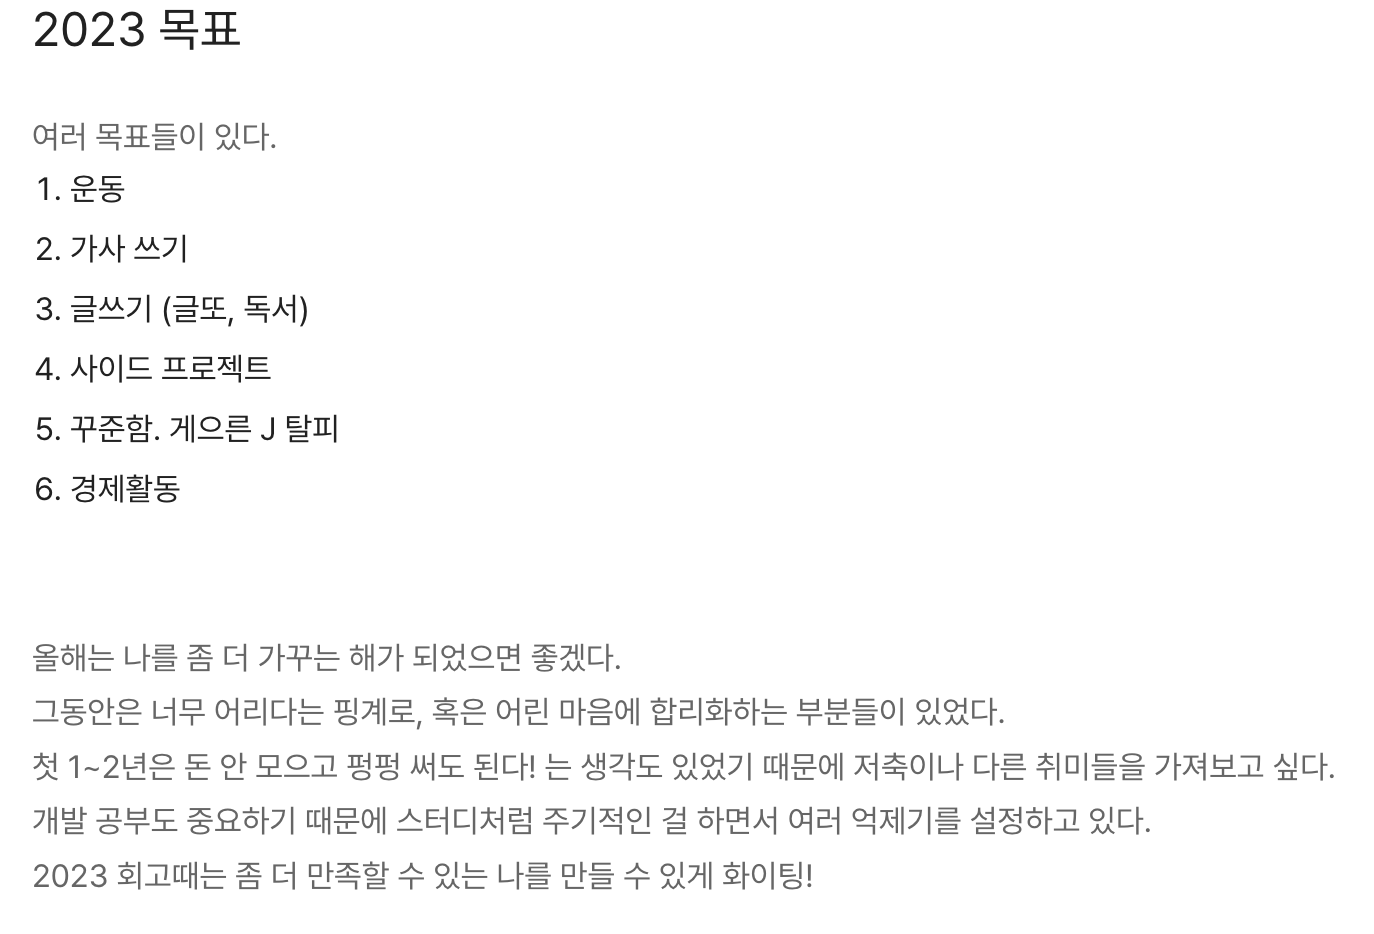 2023 목표
여러 목표들이 있다.
1. 운동
2. 가사 쓰기
3. 글쓰기 (글또, 독서)
4. 사이드 프로젝트
5. 꾸준함. 게으른 J 탈피
6. 경제활동
올해는 나를 좀 더 가꾸는 해가 되었으면 좋겠다.
그동안은 너무 어리다는 핑계로, 혹은 어린 마음에 합리화하는 부분들이 있었다.
첫 1~2년은 돈 안 모으고 펑펑 써도 된다! 는 생각도 있었기 때문에 저축이나 다른 취미들을 가져보고 싶다.
개발 공부도 중요하기 때문에 스터디처럼 주기적인 걸 하면서 여러 억제기를 설정하고 있다.
2023 회고때는 좀 더 만족할 수 있는 나를 만들 수 있게 화이팅!